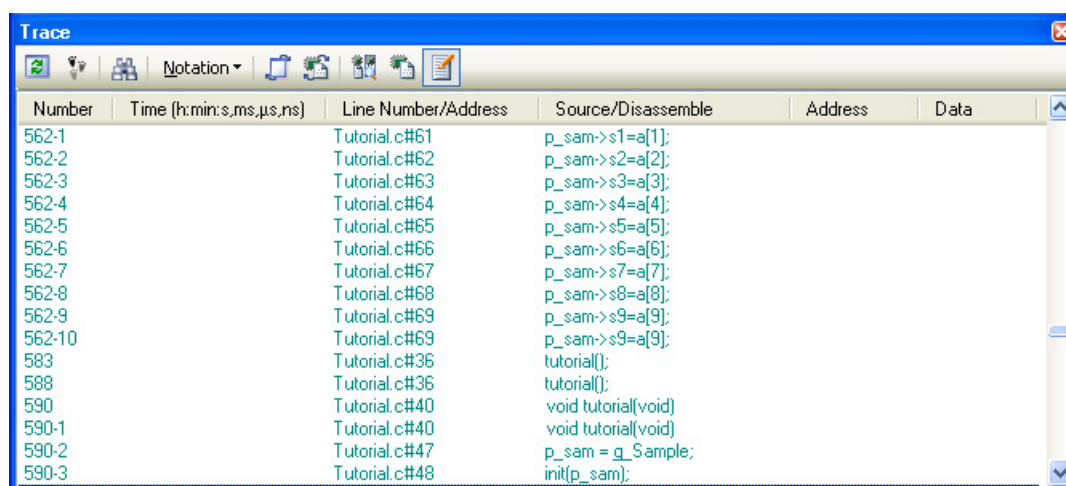 Trace
Notation
Number Time (h:min:s,ms,µs,ns) Line Number/Address Source/Disassemble Address Data
562-1 Tutorial.c#61 p_sam->s1=a[1];
562-2 Tutorial.c#62 p_sam->s2=a[2];
562-3 Tutorial.c#63 p_sam->s3=a[3];
562-4 Tutorial.c#64 p_sam->s4=a[4];
562-5 Tutorial.c#65 p_sam->s5=a[5];
562-6 Tutorial.c#66 p_sam->s6=a[6];
562-7 Tutorial.c#67 p_sam->s7=a[7];
562-8 Tutorial.c#68 p_sam->s8=a[8];
562-9 Tutorial.c#69 p_sam->s9=a[9];
562-10 Tutorial.c#69 p_sam->s9=a[9];
583 Tutorial.c#36 tutorial();
588 Tutorial.c#36 tutorial();
590 Tutorial.c#40 void tutorial(void)
590-1 Tutorial.c#40 void tutorial(void)
590-2 Tutorial.c#47 p_sam = g_Sample;
590-3 Tutorial.c#48 init(p_sam);